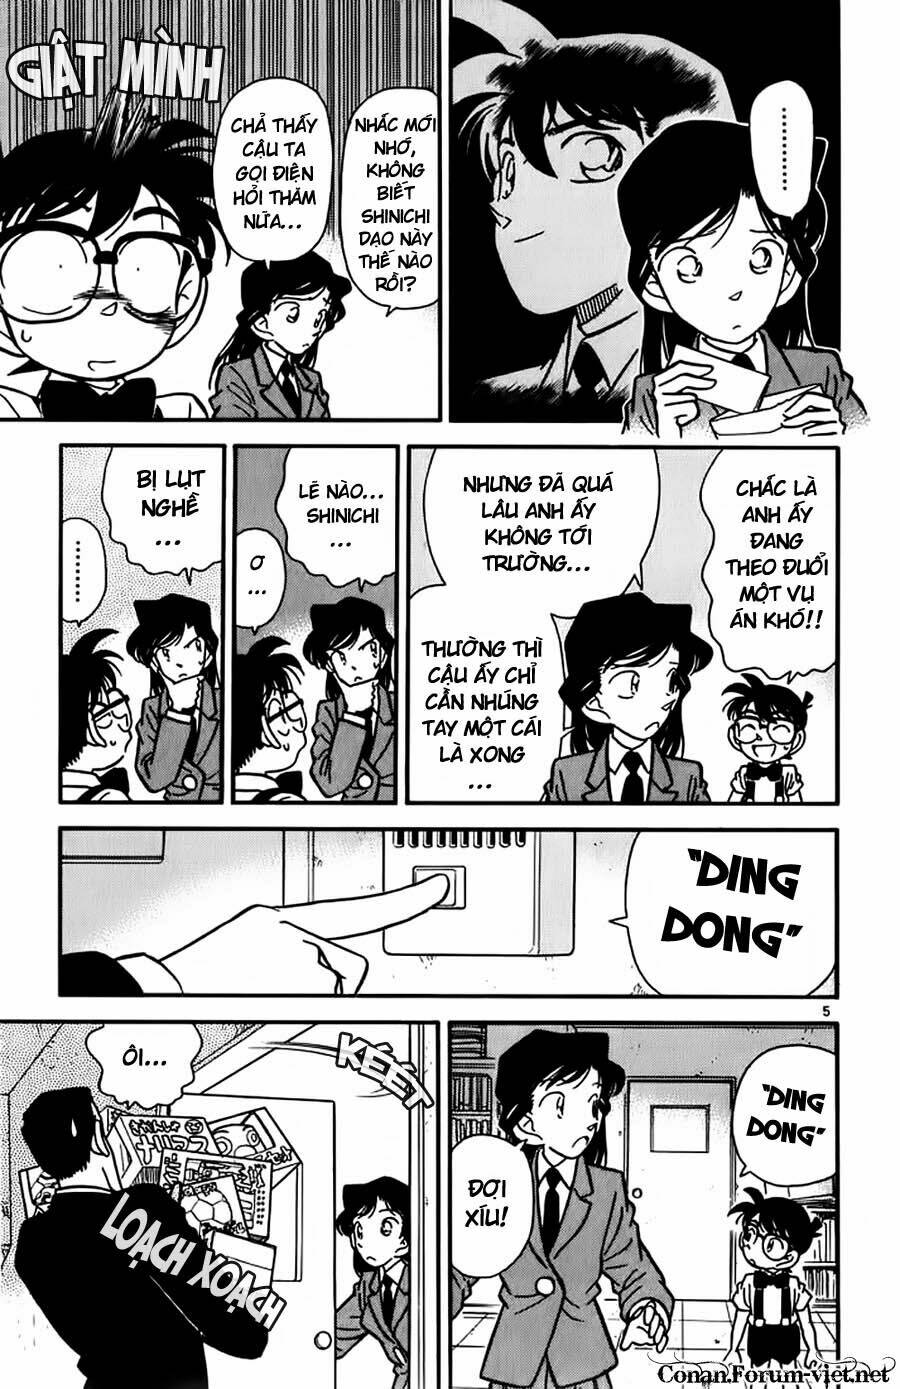 .........
NHẮC MỚI
NHỚ,
KHÔNG
BIẾT
SHINICHI
DẠO NÀY
THẾ NÀO
RỒI?
CHẢ THẤY
CẬU TA
GỌI ĐIỆN
HỎI THĂM
NỮA...
GIẬT MÌNH
CHẮC LÀ
ANH ẤY
ĐANG
THEO ĐUỔI
MỘT VỤ
ÁN KHÓ!!
NHƯNG ĐÃ QUÁ
LÂU ANH ẤY
KHÔNG TỚI
TRƯỜNG...
THƯỜNG THÌ
CẬU ẤY CHỈ
CẦN NHÚNG
TAY MỘT CÁI
LÀ XONG
...
LẼ NÀO...
SHINICHI
...
Ơ
...
BỊ LỤT
NGHỀ
...
.........
"DING
DONG"
5
"DING
DONG"
ĐỢI
XÍU!
KÉÉT
ÔI...
LOẠCH XOẠCH
Conan.Forum-viet.net